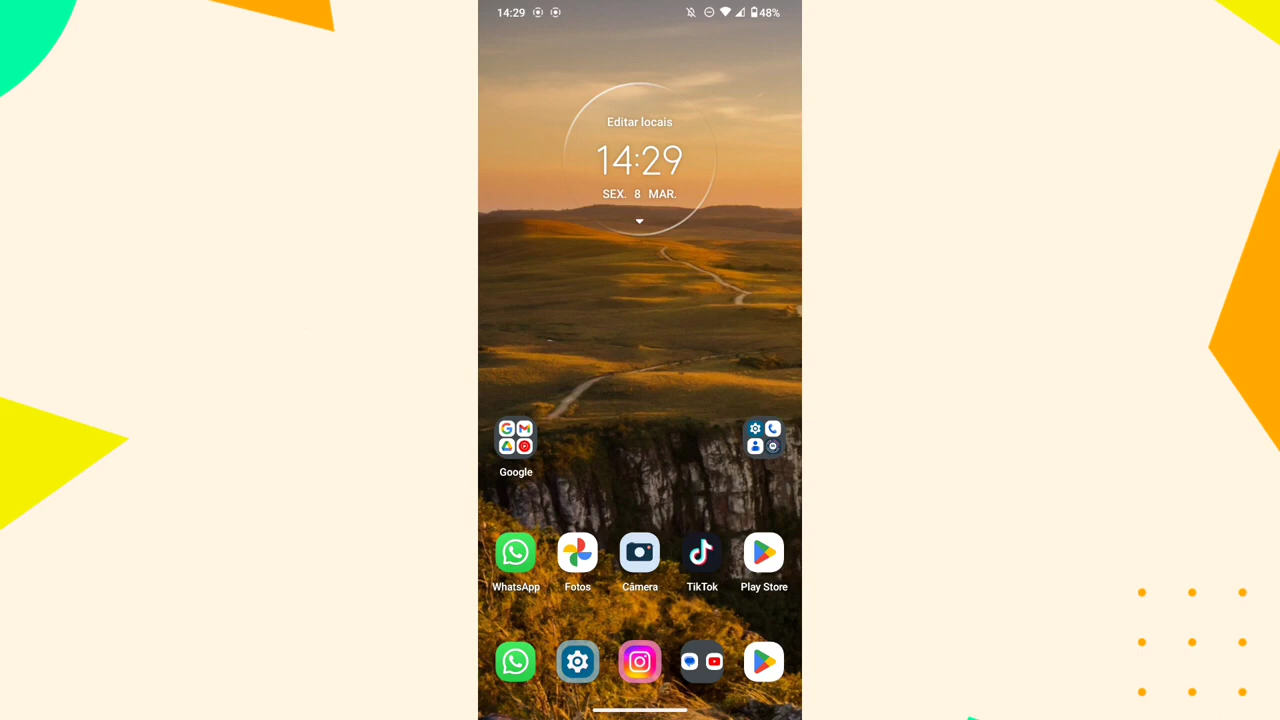 14:29
48%
Editar locais
14:29
SEX. 8 MAR.
Google
WhatsApp
Fotos
Câmera
TikTok
Play Store